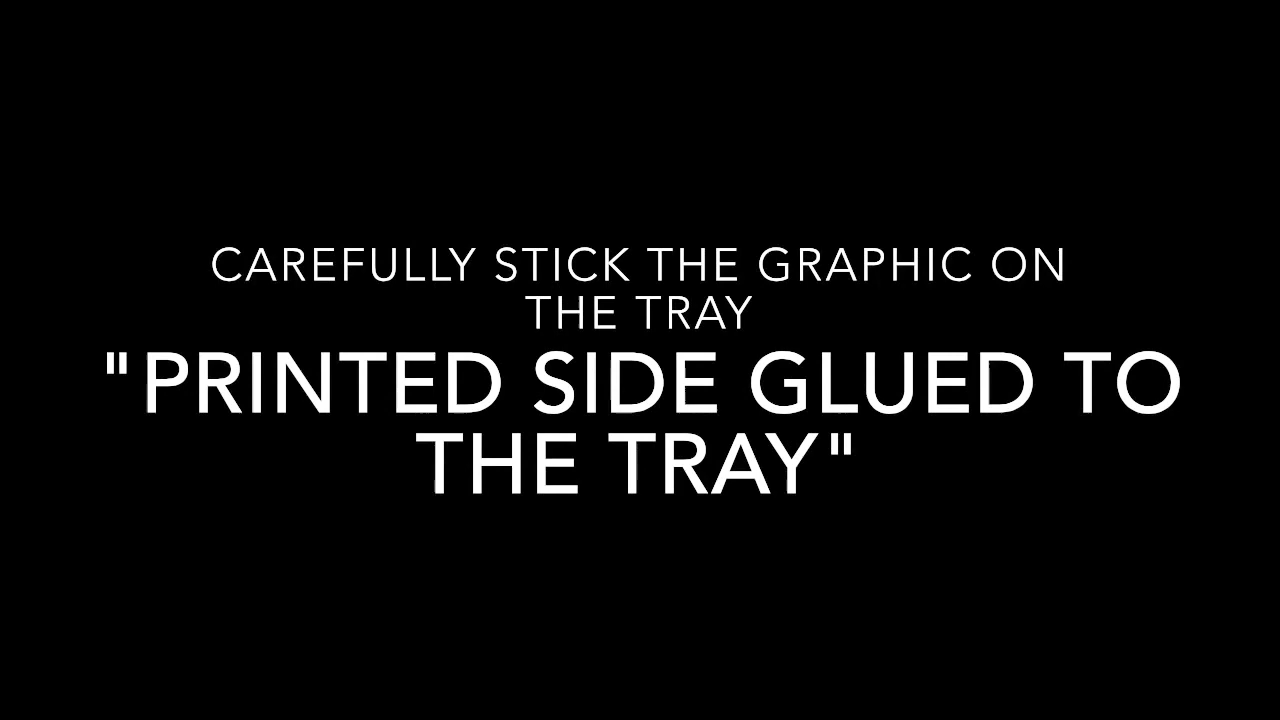 CAREFULLY STICK THE GRAPHIC ON
THE TRAY
"PRINTED SIDE GLUED TO
THE TRAY"